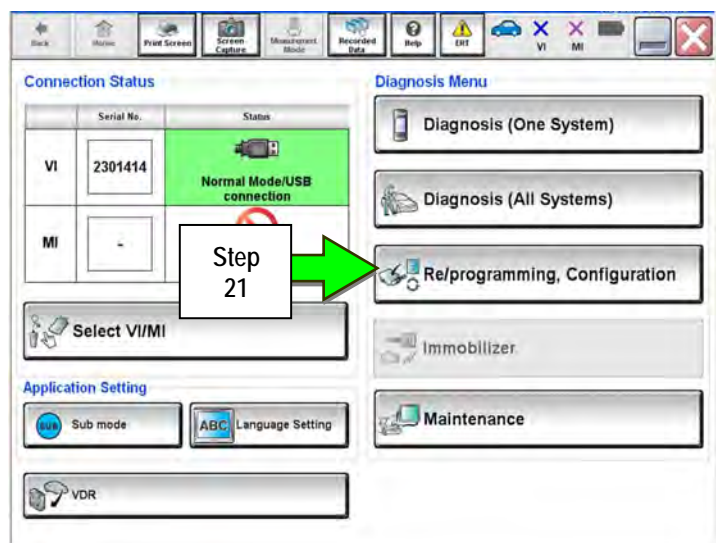 Back
Home
Print Screen
Screen
Capture
Measurement
Mode
Recorded
Data
Help
ERT
VI
MI
Connection Status
Serial No.
Status
VI
2301414
Normal Mode/USB
connection
MI
-
Step
21
Select VI/MI
Application Setting
SUB
Sub mode
ABC
Language Setting
VDR
Diagnosis Menu
Diagnosis (One System)
Diagnosis (All Systems)
Re/programming, Configuration
Immobilizer
Maintenance